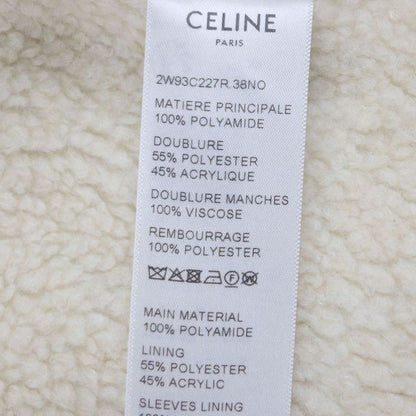 CELINE
PARIS
2W93C227R.38NO
MATIERE PRINCIPALE
100% POLYAMIDE
DOUBLURE
55% POLYESTER
45% ACRYLIQUE
DOUBLURE MANCHES
100% VISCOSE
REMBOURRAGE
100% POLYESTER
MAIN MATERIAL
100% POLYAMIDE
LINING
55% POLYESTER
45% ACRYLIC
SLEEVES LINING